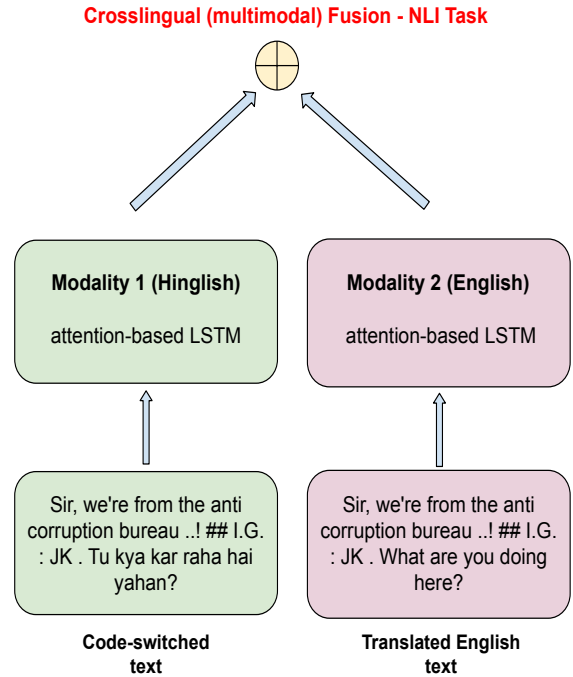 Crosslingual (multimodal) Fusion - NLI Task
Modality 1 (Hinglish)
attention-based LSTM
Modality 2 (English)
attention-based LSTM
Sir, we're from the anti
corruption bureau ..! ## I.G.
: JK . Tu kya kar raha hai
yahan?
Sir, we're from the anti
corruption bureau ..! ## I.G.
: JK . What are you doing
here?
Code-switched
text
Translated English
text